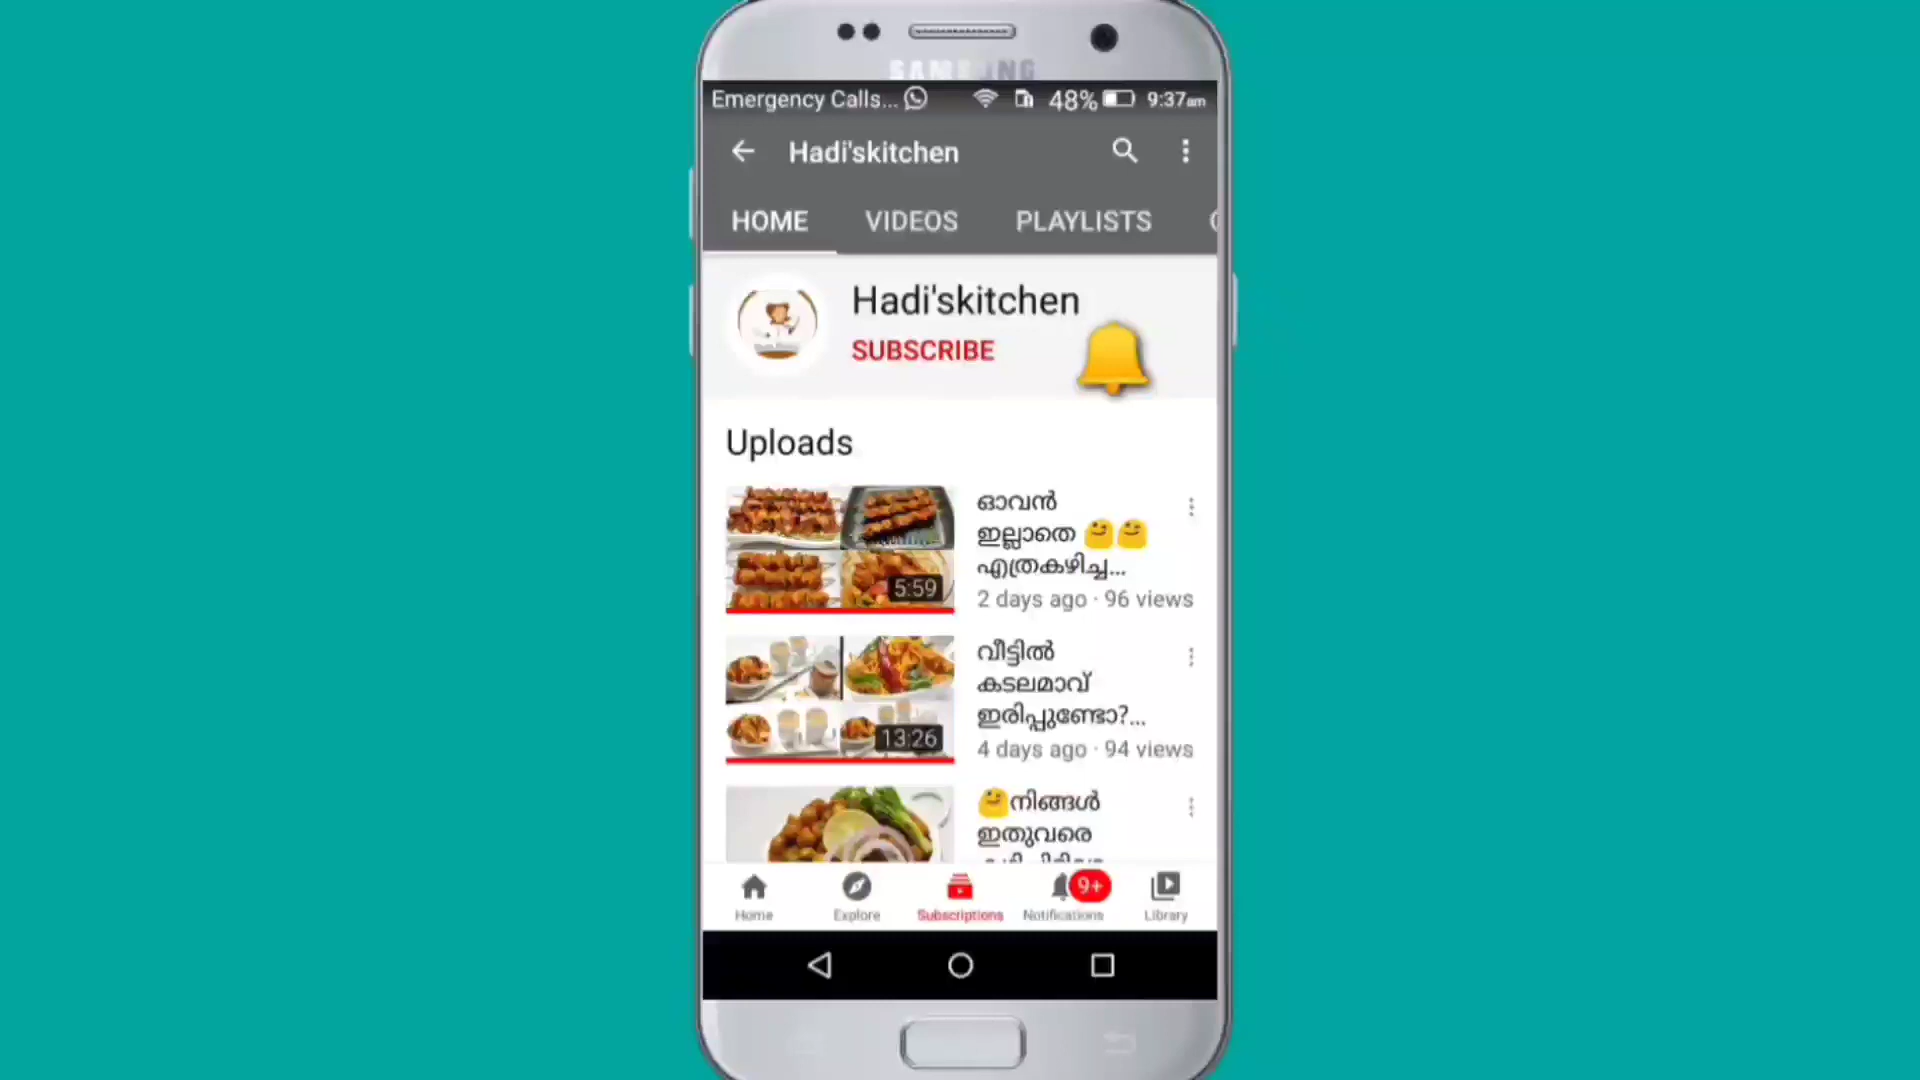 SAMSUNG
Emergency Calls... 48% 9:37am
Hadi'skitchen
HOME VIDEOS PLAYLISTS
Hadi'skitchen
SUBSCRIBE
Uploads
ഓവൻ
ഇല്ലാതെ
എത്രകഴിച്ച...
5:59
2 days ago · 96 views
വീട്ടിൽ
കടലമാവ്
ഇരിപ്പുണ്ടോ?...
13:26
4 days ago · 94 views
നിങ്ങൾ
ഇതുവരെ
9+
Home Explore Subscriptions Notifications Library